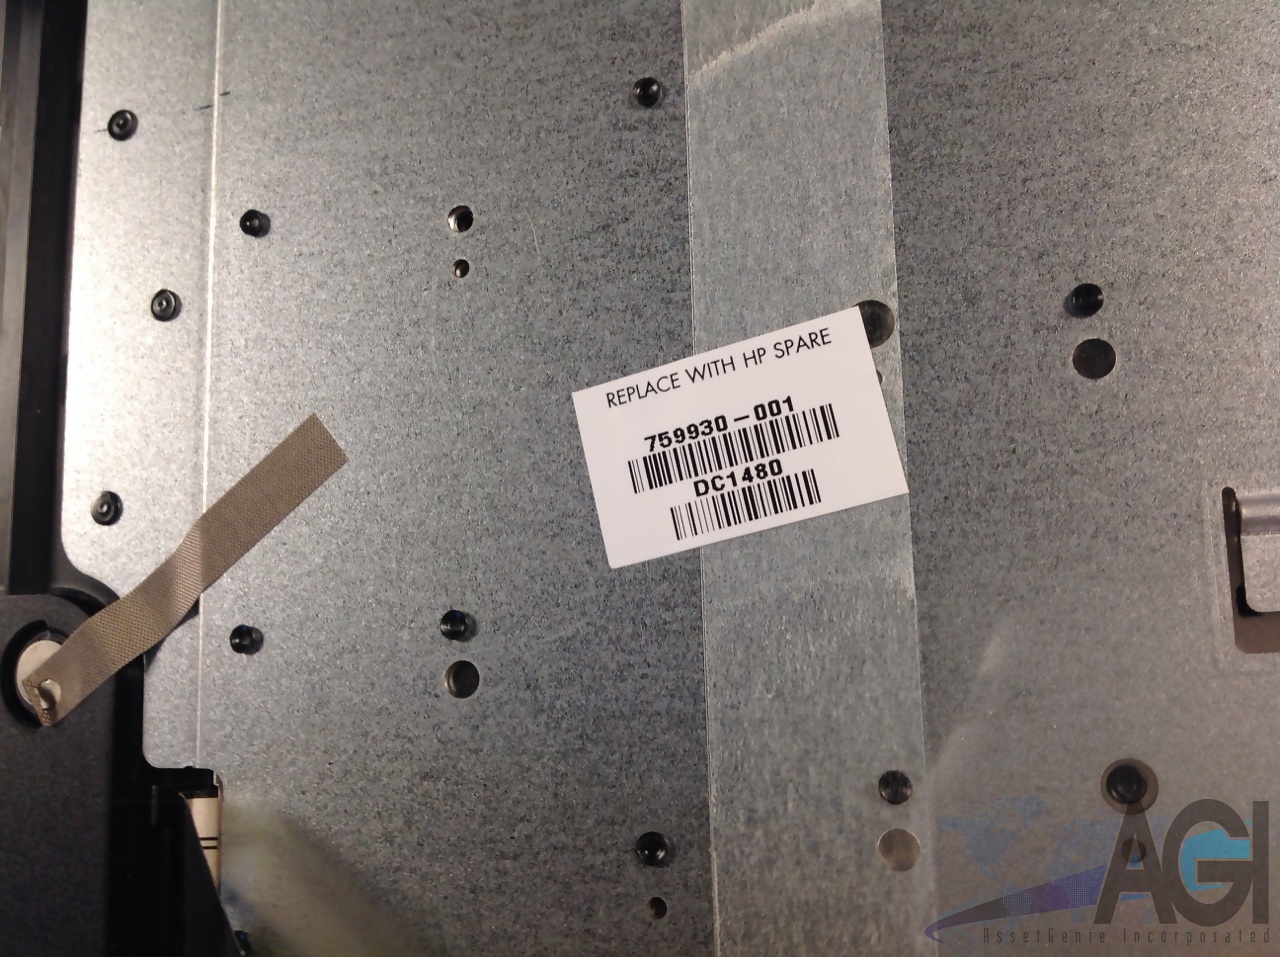 REPLACE WITH HP SPARE
759930-001
DC1480
AGI
AssetGenie Incorporated